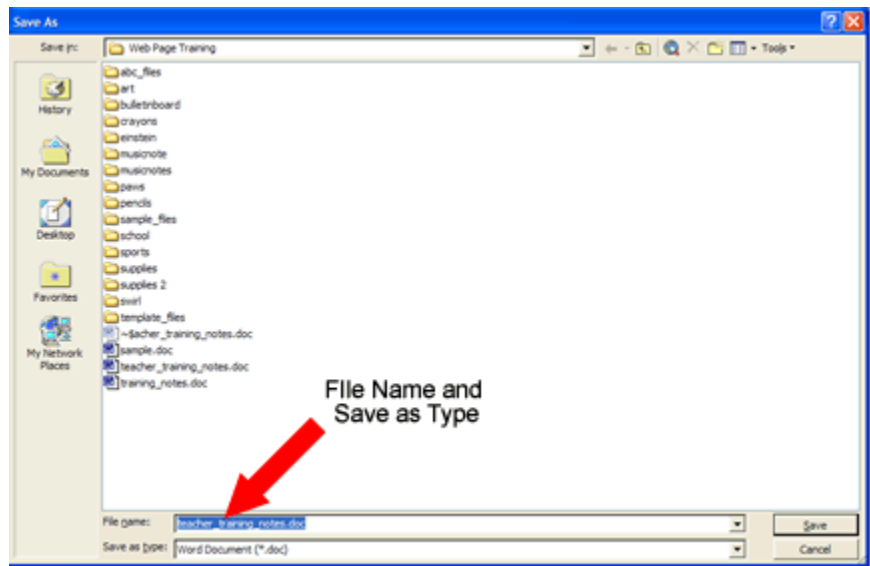 Save As
Save in:
Web Page Training
Tools
History
My Documents
Desktop
Favorites
My Network
Places
abc_files
art
bulletnboard
crayons
einstein
musicnote
musicnotes
paws
pencils
sample_files
school
sports
supplies
supplies 2
swirl
template_files
~$acher_training_notes.doc
sample.doc
teacher_training_notes.doc
training_notes.doc
FIle Name and
Save as Type
File name: teacher_training_notes.doc Save
Save as type: Word Document (*.doc) Cancel